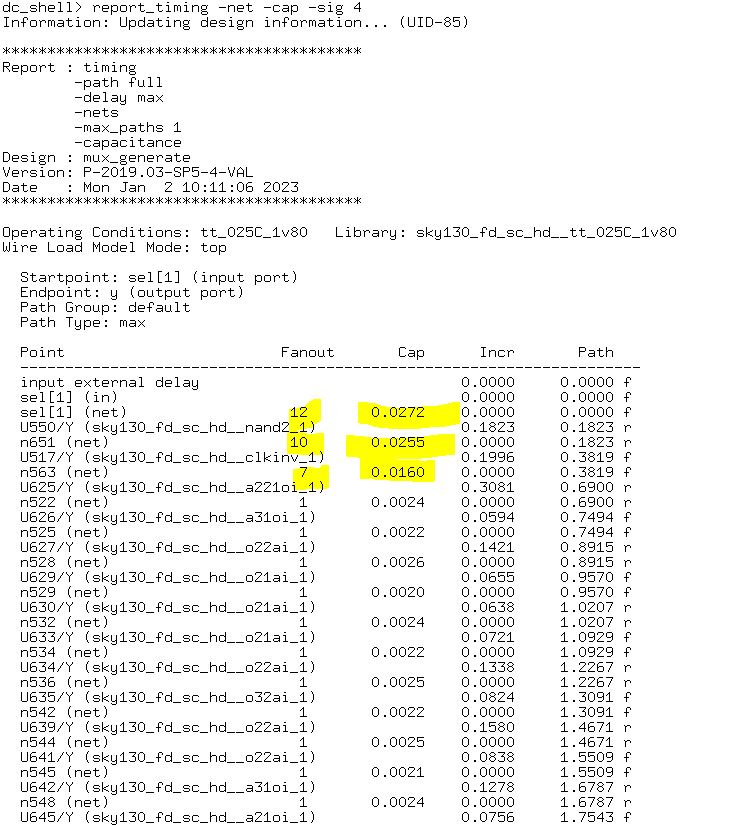 dc_shell> report_timing -net -cap -sig 4
Information: Updating design information... (UID-85)
****************************************
Report : timing
        -path full
        -delay max
        -nets
        -max_paths 1
        -capacitance
Design : mux_generate
Version: P-2019.03-SP5-4-VAL
Date   : Mon Jan  2 10:11:06 2023
****************************************
Operating Conditions: tt_025C_1v80   Library: sky130_fd_sc_hd__tt_025C_1v80
Wire Load Model Mode: top
  Startpoint: sel[1] (input port)
  Endpoint: y (output port)
  Path Group: default
  Path Type: max
  Point                        Fanout       Cap      Incr       Path
---------------------------------------------------------------------
  input external delay                             0.0000     0.0000 f
  sel[1] (in)                                      0.0000     0.0000 f
  sel[1] (net)                  12       0.0272    0.0000     0.0000 f
  U550/Y (sky130_fd_sc_hd__nand2_1)                0.1823     0.1823 r
  n651 (net)                    10       0.0255    0.0000     0.1823 r
  U517/Y (sky130_fd_sc_hd__clkinv_1)               0.1996     0.3819 f
  n563 (net)                     7       0.0160    0.0000     0.3819 f
  U625/Y (sky130_fd_sc_hd__a221oi_1)               0.3081     0.6900 r
  n522 (net)                     1       0.0024    0.0000     0.6900 r
  U626/Y (sky130_fd_sc_hd__a31oi_1)                0.0594     0.7494 f
  n525 (net)                     1       0.0022    0.0000     0.7494 f
  U627/Y (sky130_fd_sc_hd__o22ai_1)                0.1421     0.8915 r
  n528 (net)                     1       0.0026    0.0000     0.8915 r
  U629/Y (sky130_fd_sc_hd__o21ai_1)                0.0655     0.9570 f
  n529 (net)                     1       0.0020    0.0000     0.9570 f
  U630/Y (sky130_fd_sc_hd__o21ai_1)                0.0638     1.0207 r
  n532 (net)                     1       0.0024    0.0000     1.0207 r
  U633/Y (sky130_fd_sc_hd__o21ai_1)                0.0721     1.0929 f
  n534 (net)                     1       0.0022    0.0000     1.0929 f
  U634/Y (sky130_fd_sc_hd__o22ai_1)                0.1338     1.2267 r
  n536 (net)                     1       0.0025    0.0000     1.2267 r
  U635/Y (sky130_fd_sc_hd__o32ai_1)                0.0824     1.3091 f
  n542 (net)                     1       0.0022    0.0000     1.3091 f
  U639/Y (sky130_fd_sc_hd__o22ai_1)                0.1580     1.4671 r
  n544 (net)                     1       0.0025    0.0000     1.4671 r
  U641/Y (sky130_fd_sc_hd__o22ai_1)                0.0838     1.5509 f
  n545 (net)                     1       0.0021    0.0000     1.5509 f
  U642/Y (sky130_fd_sc_hd__a31oi_1)                0.1278     1.6787 r
  n548 (net)                     1       0.0024    0.0000     1.6787 r
  U645/Y (sky130_fd_sc_hd__a21oi_1)                0.0756     1.7543 f